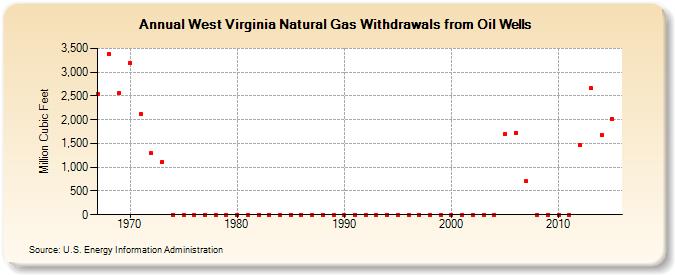 Annual West Virginia Natural Gas Withdrawals from Oil Wells
Million Cubic Feet
3,500
3,000
2,500
2,000
1,500
1,000
500
0
1970 1980 1990 2000 2010
Source: U.S. Energy Information Administration